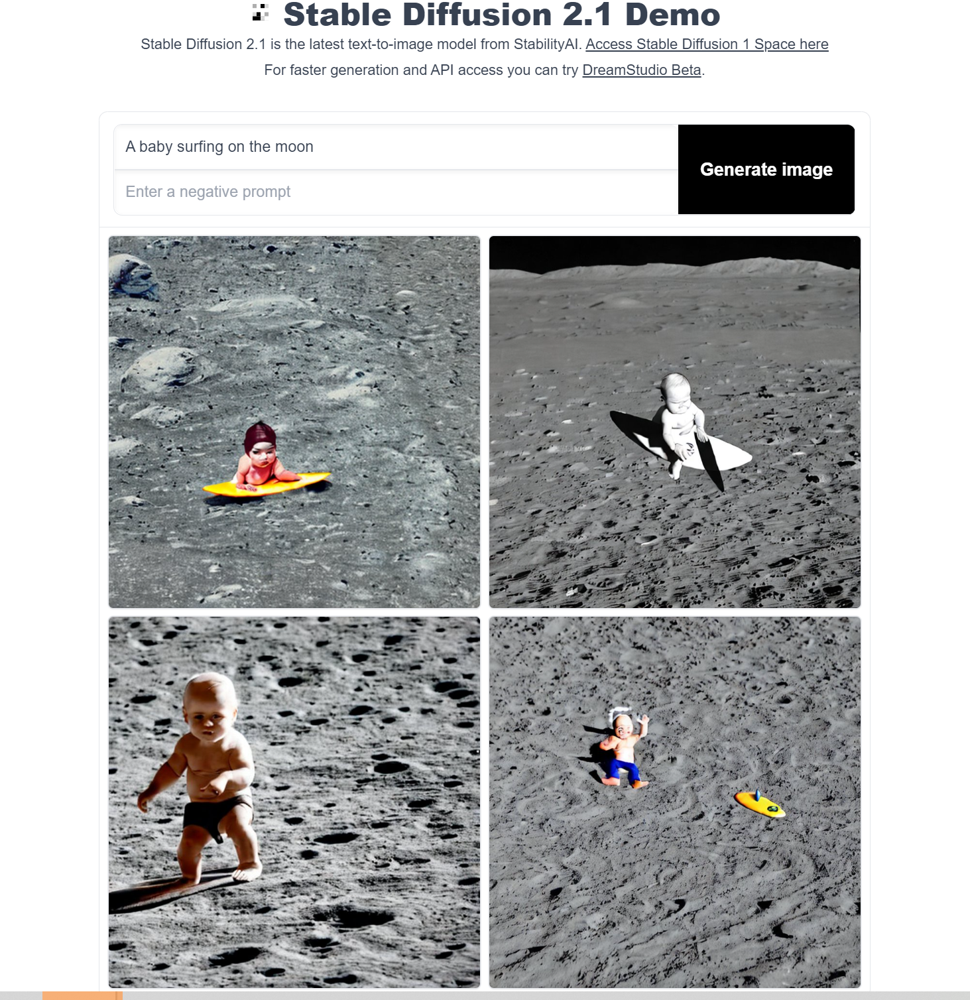 Stable Diffusion 2.1 Demo
Stable Diffusion 2.1 is the latest text-to-image model from StabilityAI. Access Stable Diffusion 1 Space here
For faster generation and API access you can try DreamStudio Beta.
A baby surfing on the moon
Enter a negative prompt
Generate image